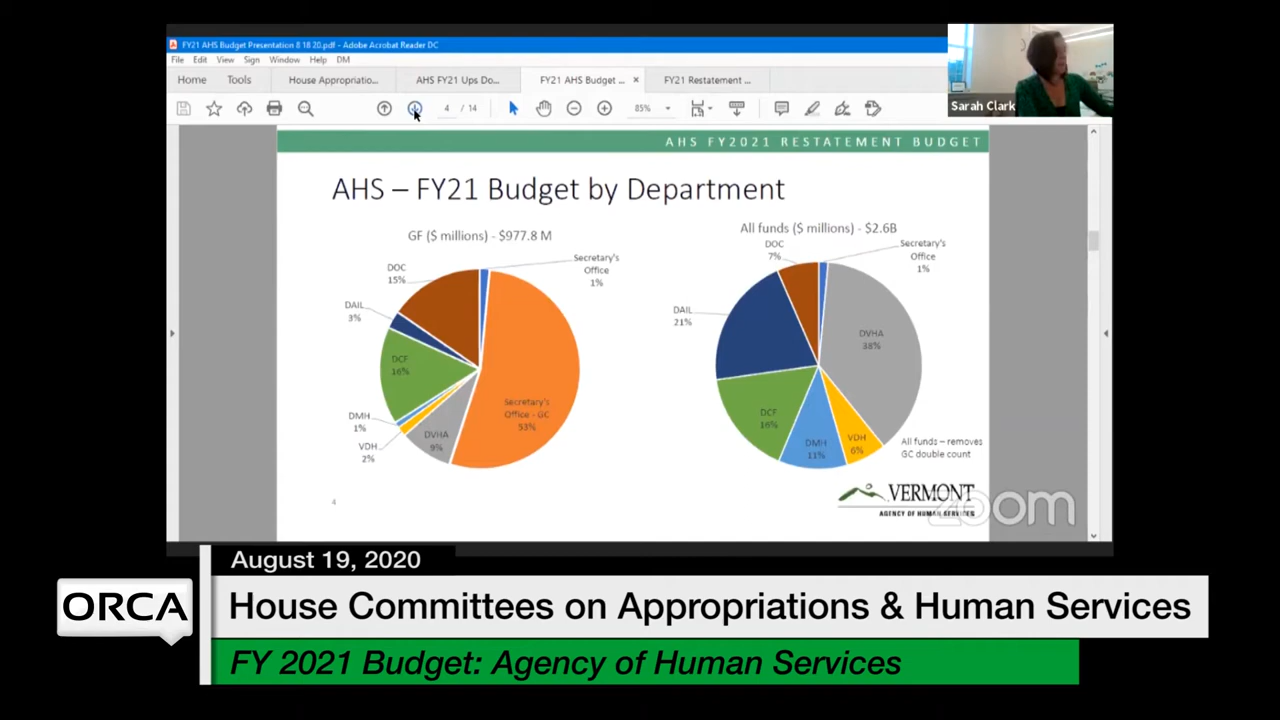 FY21 AHS Budget Presentation 8 18 20.pdf - Adobe Acrobat Reader DC
File Edit View Sign Window Help DM
Home Tools House Appropriatio... AHS FY21 Ups Do... FY21 AHS Budget ... × FY21 Restatement ...
4 / 14 85%
Sarah Clark
AHS FY2021 RESTATEMENT BUDGET
AHS – FY21 Budget by Department
GF ($ millions) - $977.8 M
Secretary's
Office
1%
DOC
15%
DAIL
3%
DCF
16%
DMH
1%
VDH
2%
DVHA
9%
Secretary's
Office - GC
53%
All funds ($ millions) - $2.6B
DOC
7%
Secretary's
Office
1%
DAIL
21%
DVHA
38%
DCF
16%
DMH
11%
VDH
6%
All funds – removes
GC double count
4
VERMONT
AGENCY OF HUMAN SERVICES
zoom
August 19, 2020
ORCA
House Committees on Appropriations & Human Services
FY 2021 Budget: Agency of Human Services